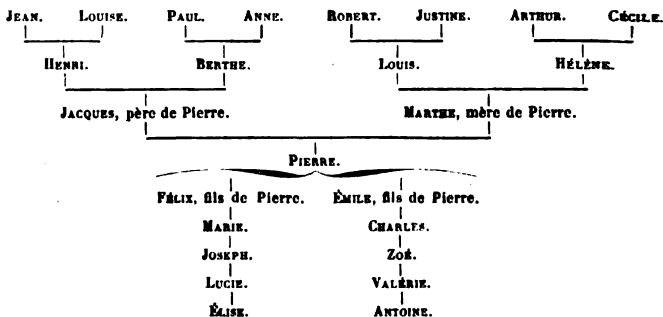 JEAN. LOUISE. PAUL. ANNE. ROBERT. JUSTINE. ARTHUR. CÉCILE.
HENRI. BERTHE. LOUIS. HÉLÈNE.
JACQUES, père de Pierre. MARTHE, mère de Pierre.
PIERRE.
FÉLIX, fils de Pierre. ÉMILE, fils de Pierre.
MARIE. CHARLES.
JOSEPH. ZOÉ.
LUCIE. VALÉRIE.
ÉLISE. ANTOINE.